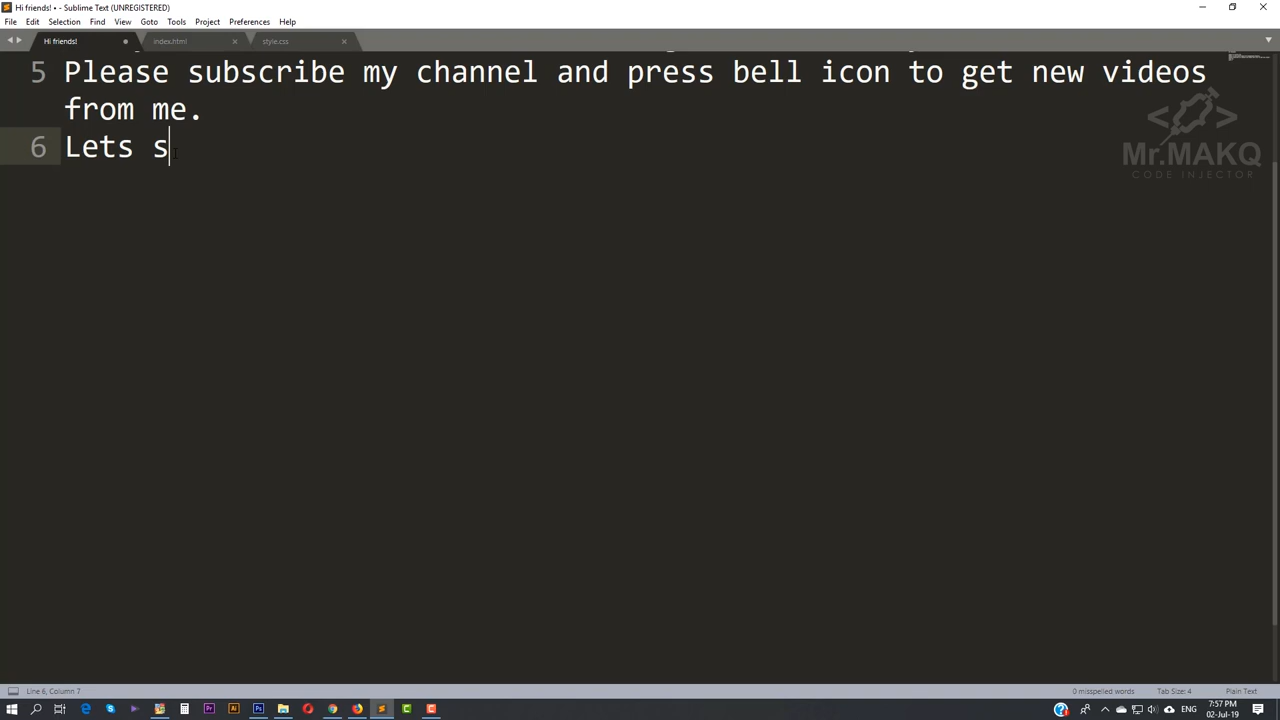 Hi friends! • - Sublime Text (UNREGISTERED)
File Edit Selection Find View Goto Tools Project Preferences Help
Hi friends! index.html style.css
5 Please subscribe my channel and press bell icon to get new videos
from me.
6 Lets s
</>
Mr.MAKQ
CODE INJECTOR
Line 6, Column 7 0 misspelled words Tab Size: 4 Plain Text
Pr Ai Ps ENG 7:57 PM
02-Jul-19